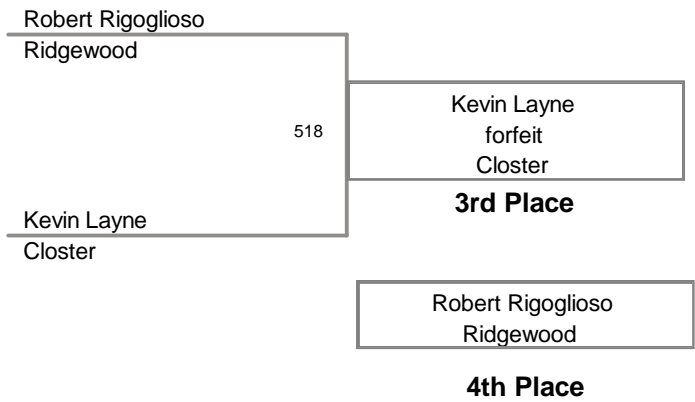 Robert Rigoglioso
Ridgewood
518
Kevin Layne
forfeit
Closter
3rd Place
Kevin Layne
Closter
Robert Rigoglioso
Ridgewood
4th Place